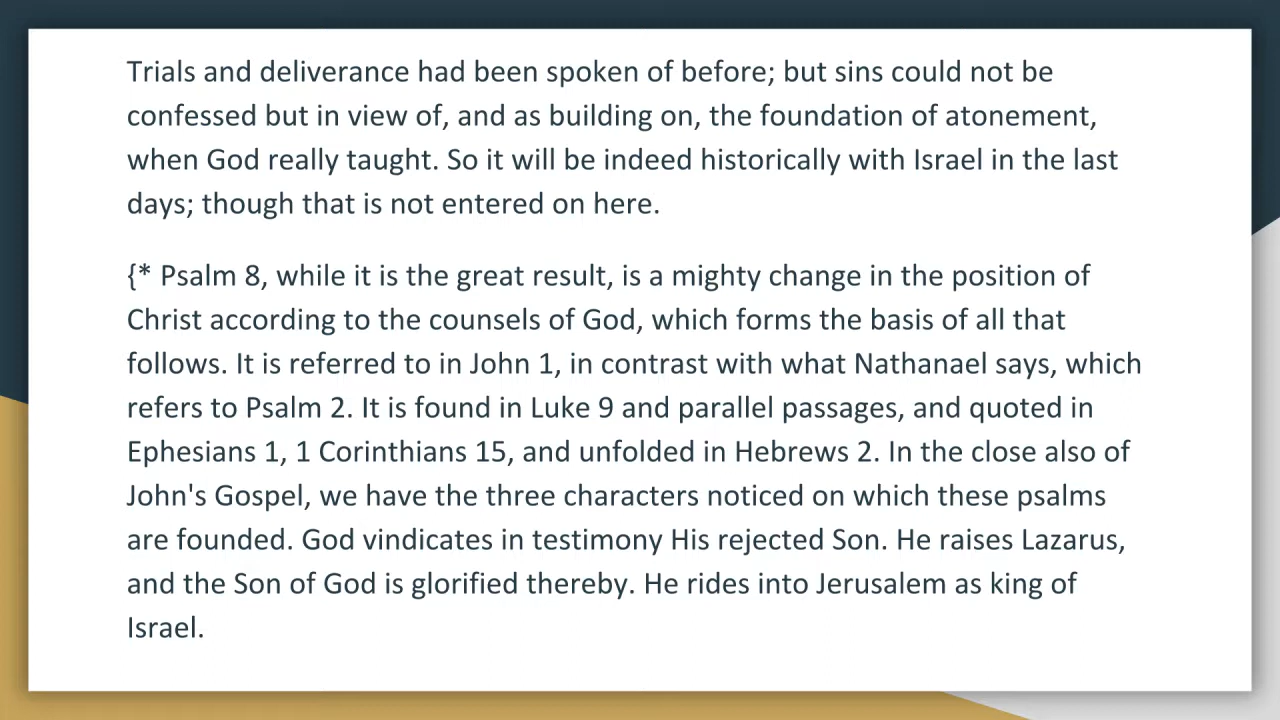 Trials and deliverance had been spoken of before; but sins could not be
confessed but in view of, and as building on, the foundation of atonement,
when God really taught. So it will be indeed historically with Israel in the last
days; though that is not entered on here.
{* Psalm 8, while it is the great result, is a mighty change in the position of
Christ according to the counsels of God, which forms the basis of all that
follows. It is referred to in John 1, in contrast with what Nathanael says, which
refers to Psalm 2. It is found in Luke 9 and parallel passages, and quoted in
Ephesians 1, 1 Corinthians 15, and unfolded in Hebrews 2. In the close also of
John's Gospel, we have the three characters noticed on which these psalms
are founded. God vindicates in testimony His rejected Son. He raises Lazarus,
and the Son of God is glorified thereby. He rides into Jerusalem as king of
Israel.